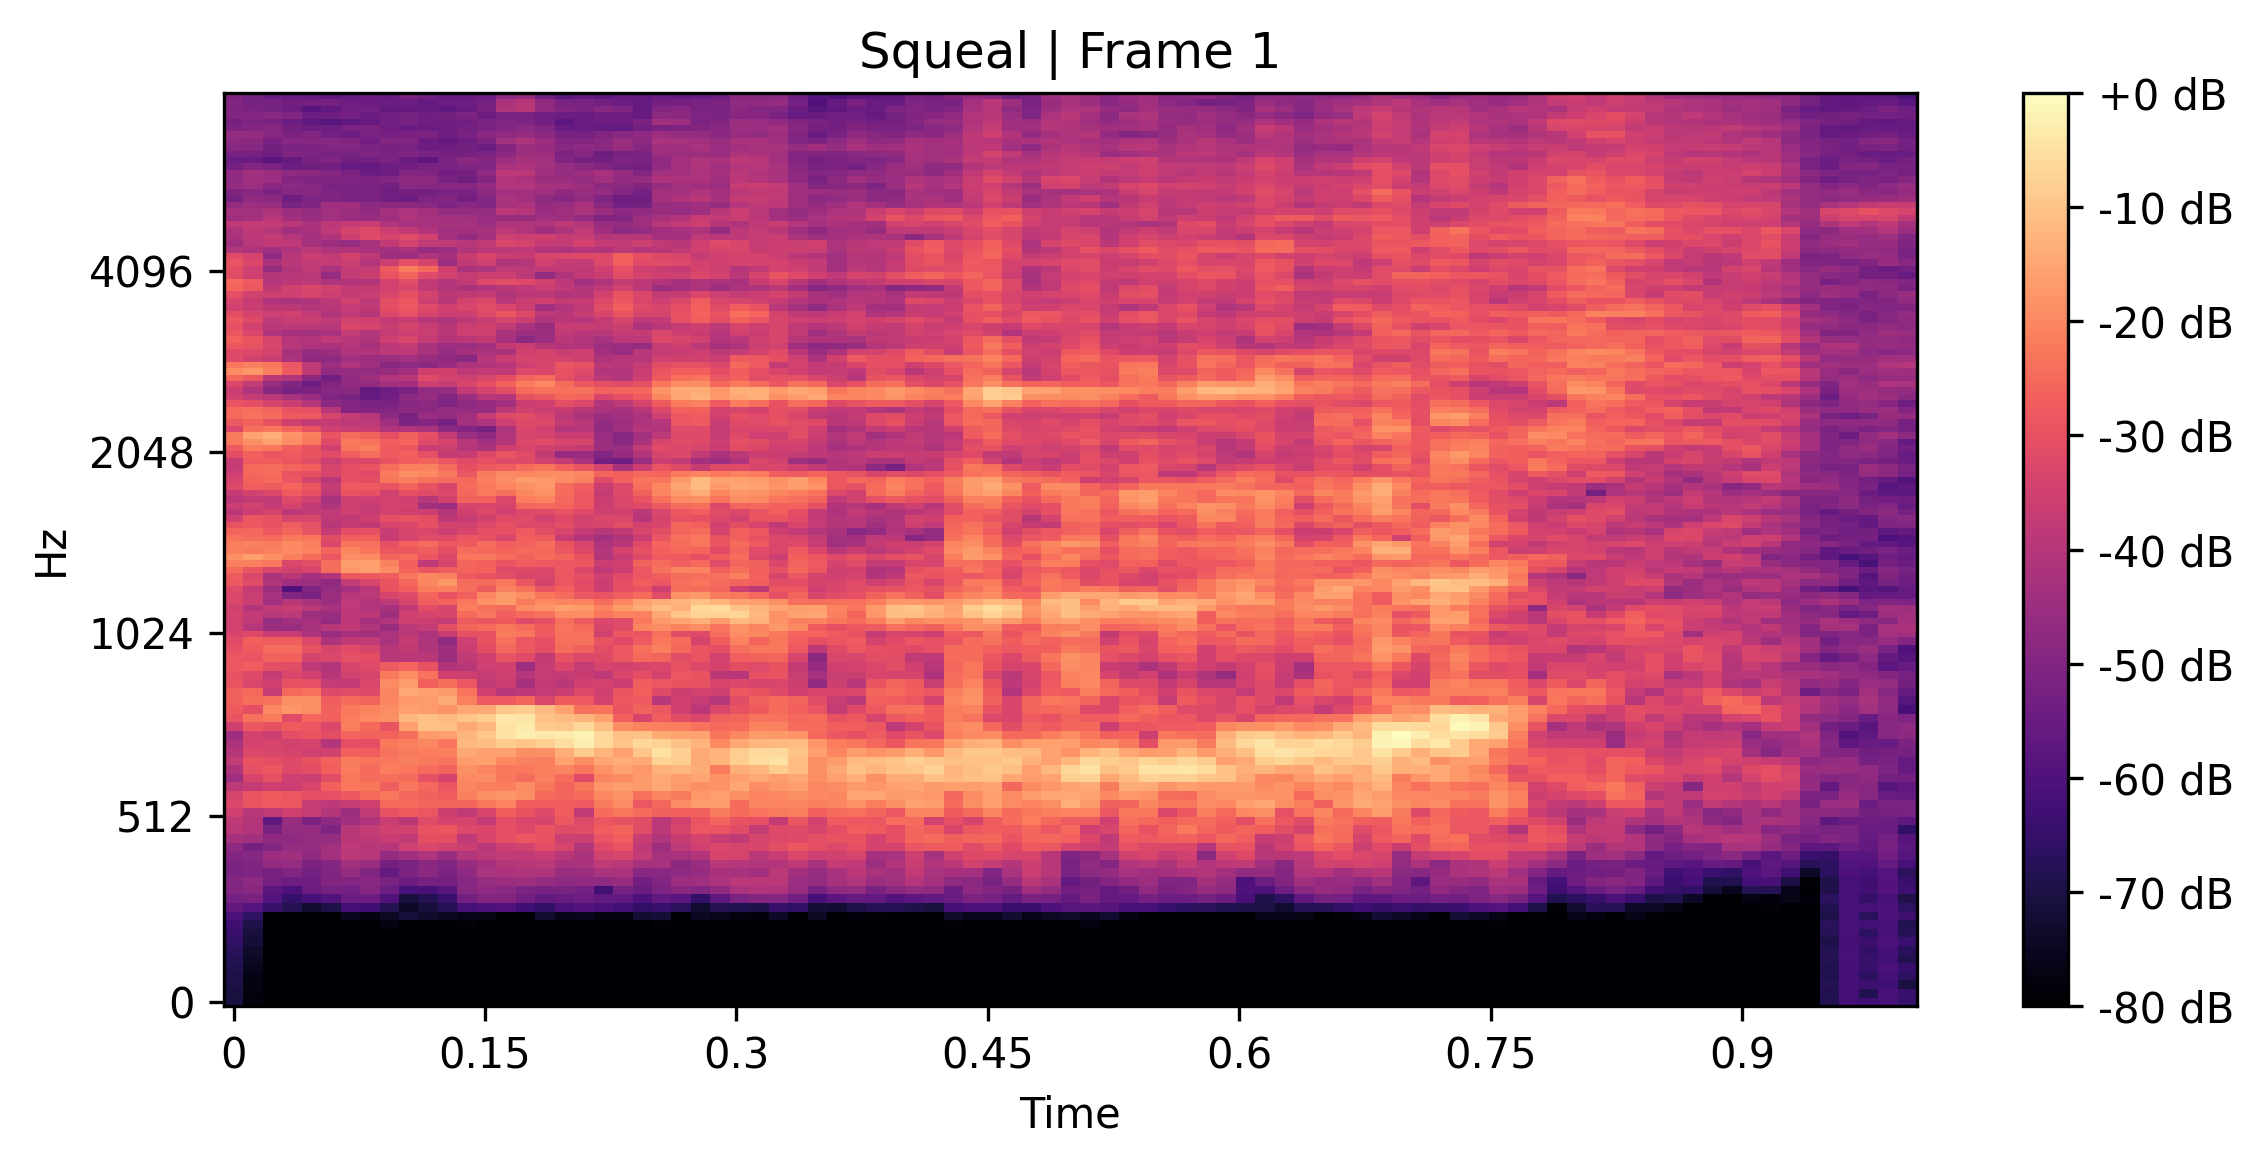 Squeal | Frame 1
+0 dB
-10 dB
-20 dB
-30 dB
-40 dB
-50 dB
-60 dB
-70 dB
-80 dB
4096
2048
1024
512
0
Hz
0 0.15 0.3 0.45 0.6 0.75 0.9
Time